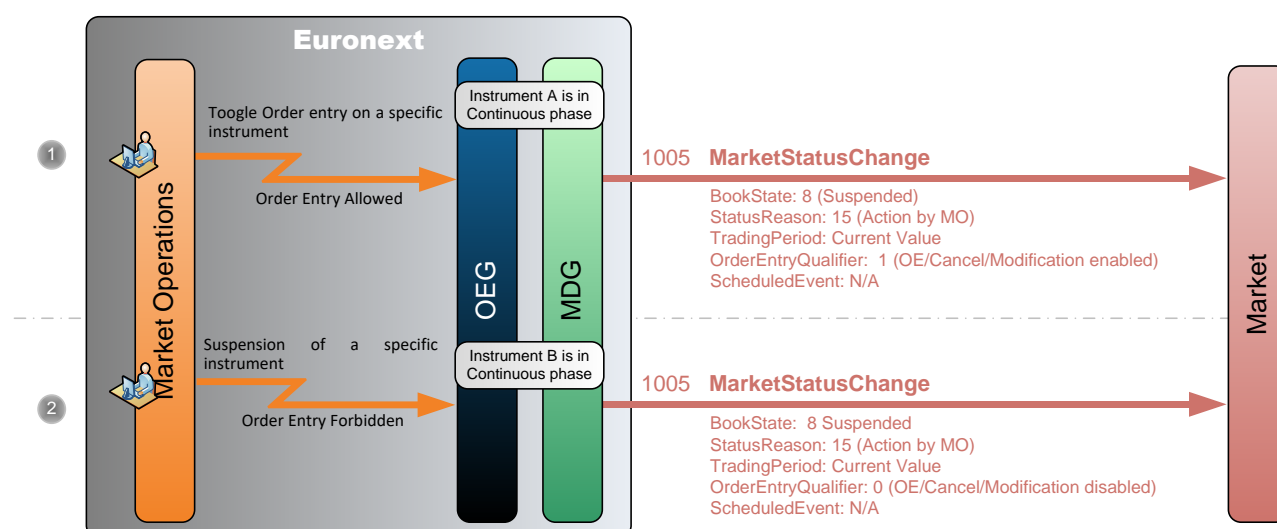 Euronext
Instrument A is in
Continuous phase
Toogle Order entry on a specific
instrument
1
1005 MarketStatusChange
Order Entry Allowed
BookState: 8 (Suspended)
StatusReason: 15 (Action by MO)
TradingPeriod: Current Value
OrderEntryQualifier: 1 (OE/Cancel/Modification enabled)
ScheduledEvent: N/A
Market Operations
OEG
MDG
Market
Suspension of a specific
instrument
Instrument B is in
Continuous phase
2
1005 MarketStatusChange
Order Entry Forbidden
BookState: 8 Suspended
StatusReason: 15 (Action by MO)
TradingPeriod: Current Value
OrderEntryQualifier: 0 (OE/Cancel/Modification disabled)
ScheduledEvent: N/A